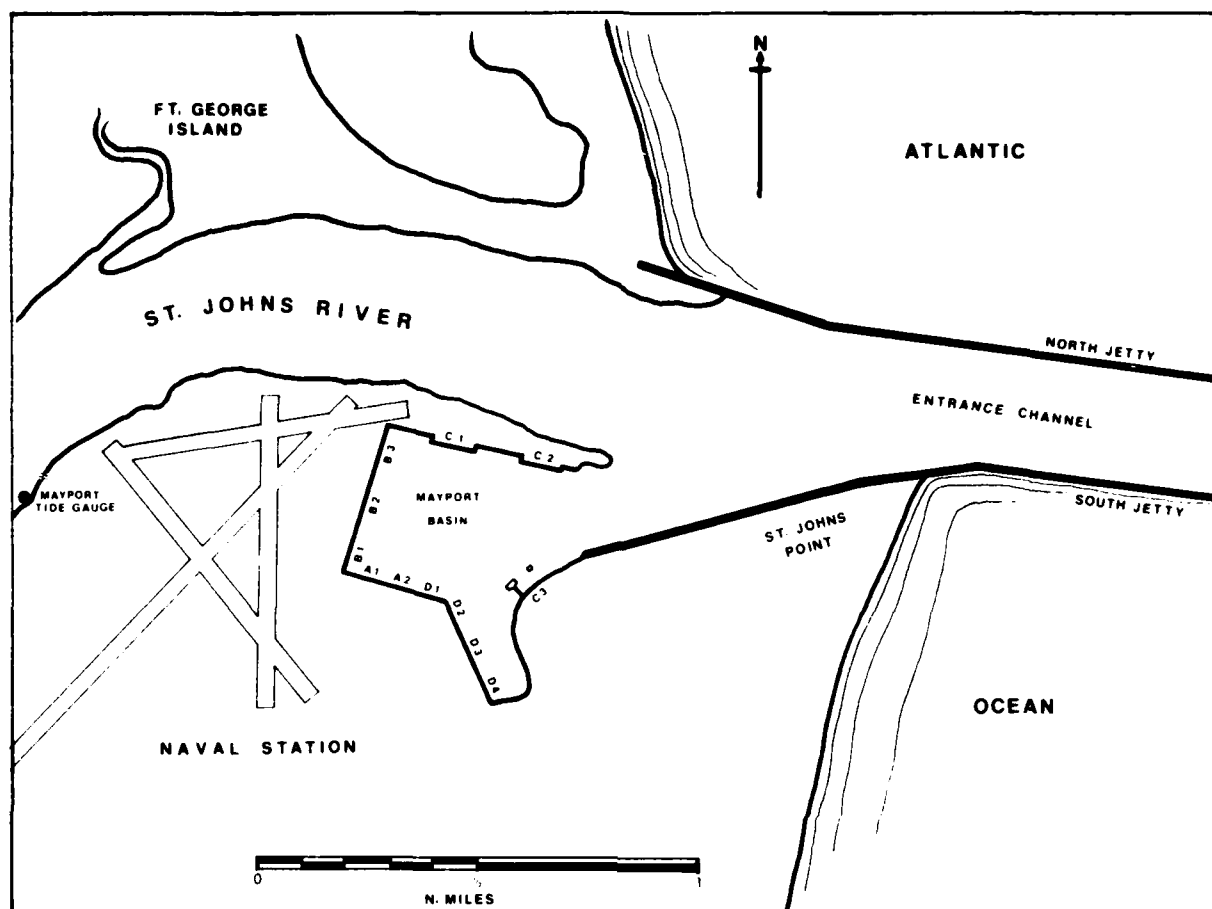 N
FT. GEORGE
ISLAND
ATLANTIC
ST. JOHNS RIVER
NORTH JETTY
ENTRANCE CHANNEL
C1
C2
B3
MAYPORT
TIDE GAUGE
B2
MAYPORT
BASIN
SOUTH JETTY
ST. JOHNS
POINT
B1
A1
A2
D1
C3
D2
D3
D4
OCEAN
NAVAL STATION
0
1
N. MILES